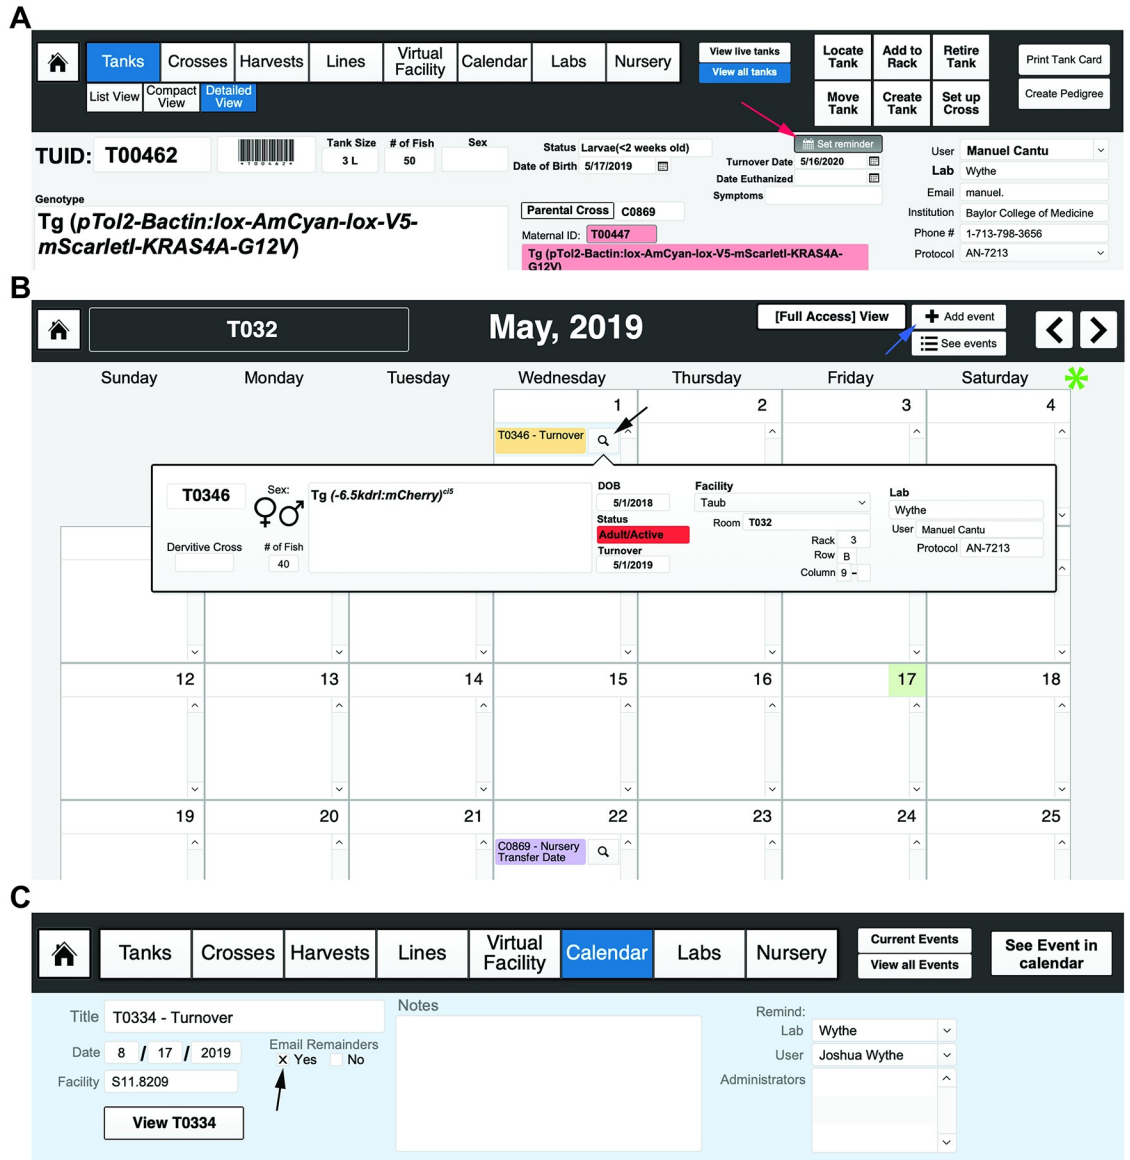 A
Tanks Crosses Harvests Lines Virtual Facility Calendar Labs Nursery
View live tanks
View all tanks
Locate Tank Add to Rack Retire Tank
Move Tank Create Tank Set up Cross
Print Tank Card
Create Pedigree
List View Compact View Detailed View
TUID: T00462
*T00462*
Tank Size # of Fish Sex
3 L 50
Status Larvae(<2 weeks old)
Date of Birth 5/17/2019
Set reminder
Turnover Date 5/16/2020
Date Euthanized
Symptoms
User Manuel Cantu
Lab Wythe
Email manuel.
Institution Baylor College of Medicine
Phone # 1-713-798-3656
Protocol AN-7213
Genotype
Tg (pTol2-Bactin:lox-AmCyan-lox-V5-
mScarletI-KRAS4A-G12V)
Parental Cross C0869
Maternal ID: T00447
Tg (pTol2-Bactin:lox-AmCyan-lox-V5-mScarletI-KRAS4A-
G12V)
B
T032
May, 2019
[Full Access] View
+ Add event
See events
Sunday Monday Tuesday Wednesday Thursday Friday Saturday
1 2 3 4
T0346 - Turnover
T0346
Sex:
Tg (-6.5kdrl:mCherry)ci5
Dervitive Cross
# of Fish
40
DOB
5/1/2018
Status
Adult/Active
Turnover
5/1/2019
Facility
Taub
Room T032
Rack 3
Row B
Column 9 -
Lab
Wythe
User Manuel Cantu
Protocol AN-7213
12 13 14 15 16 17 18
19 20 21 22 23 24 25
C0869 - Nursery
Transfer Date
C
Tanks Crosses Harvests Lines Virtual Facility Calendar Labs Nursery
Current Events
View all Events
See Event in
calendar
Title T0334 - Turnover
Date 8 / 17 / 2019
Facility S11.8209
View T0334
Email Remainders
X Yes No
Notes
Remind:
Lab Wythe
User Joshua Wythe
Administrators